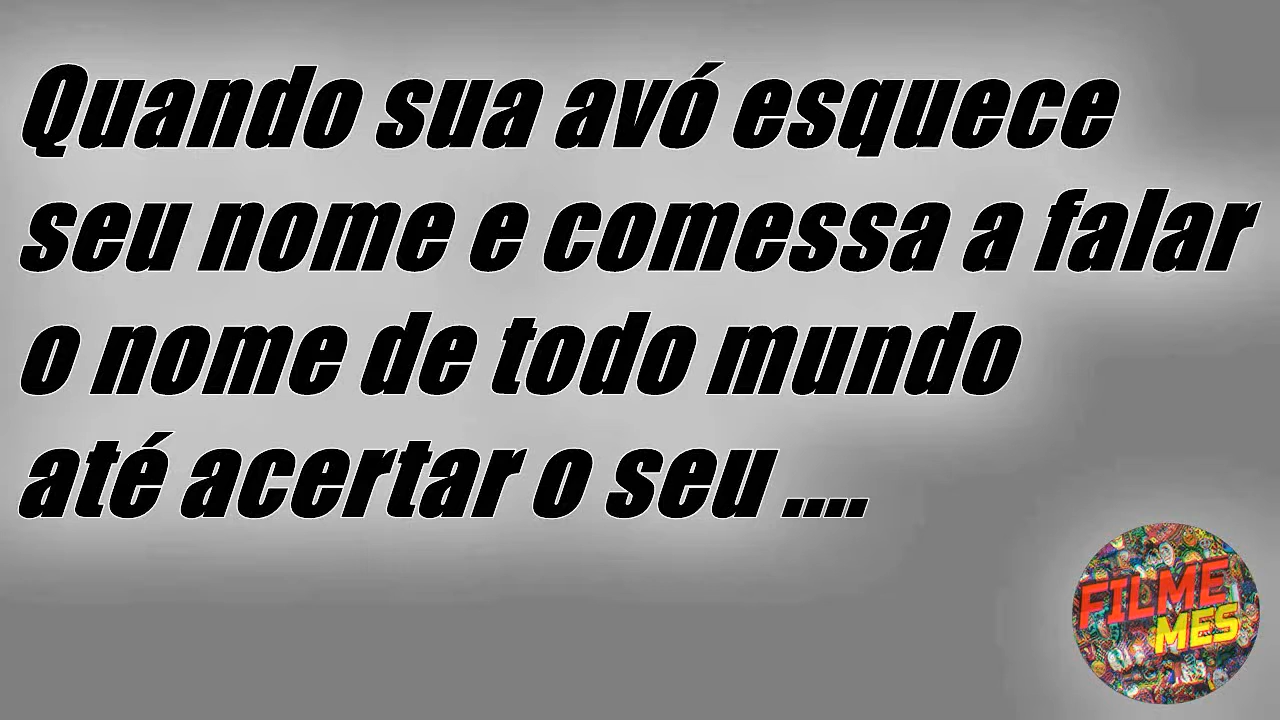 Quando sua avó esquece
seu nome e comessa a falar
o nome de todo mundo
até acertar o seu ....
FILME
MES